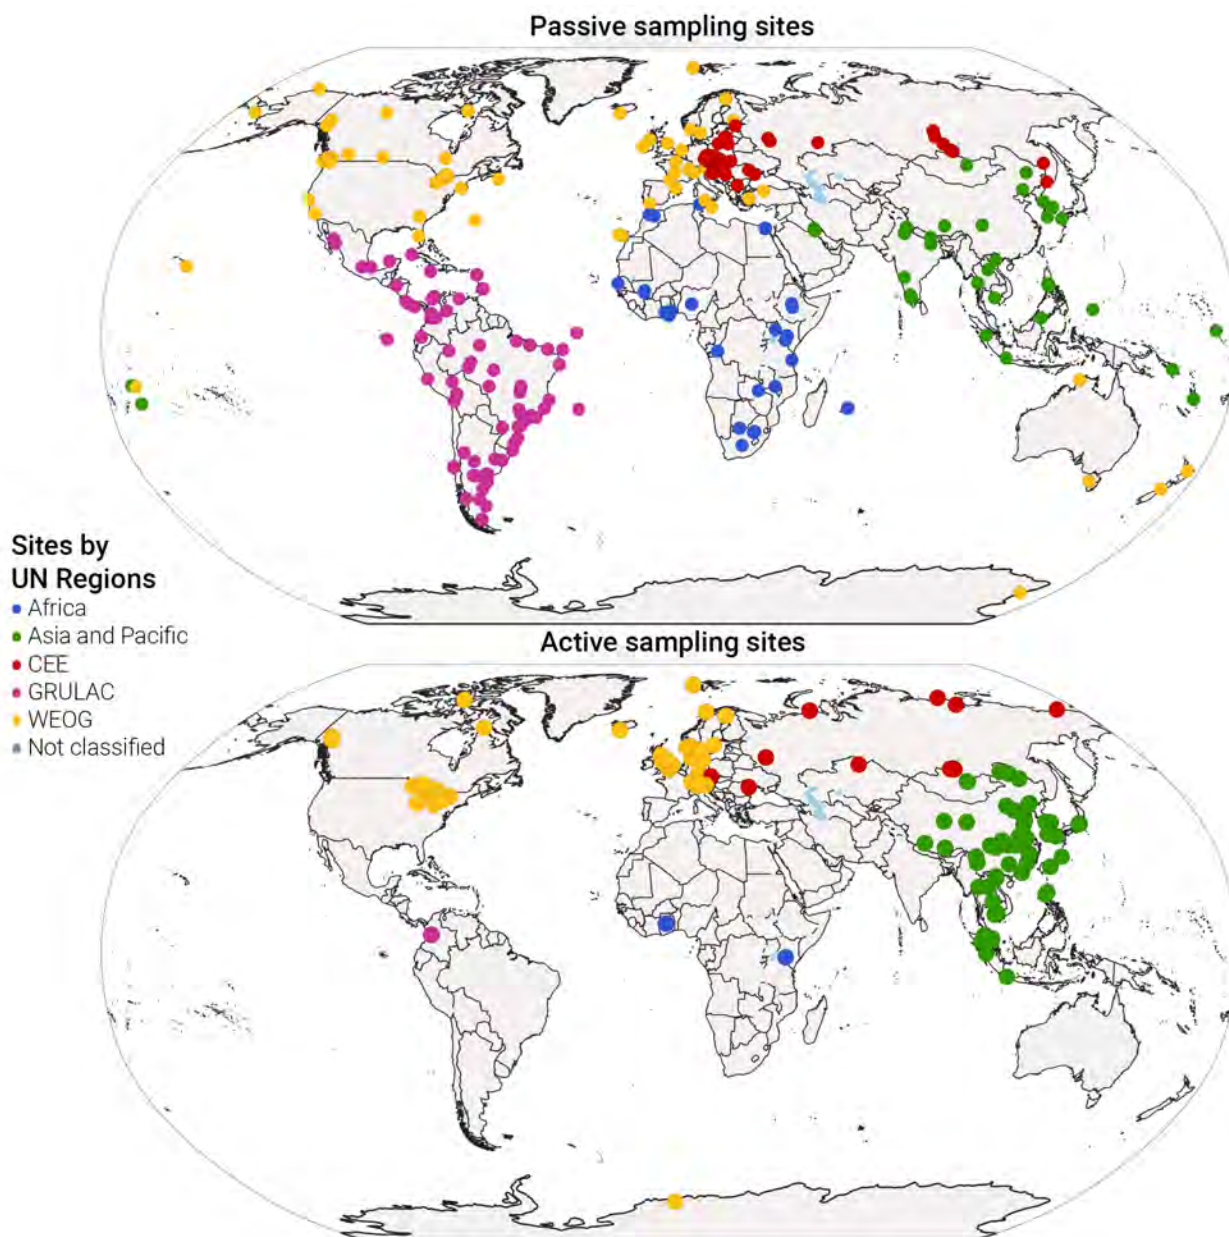 Passive sampling sites
Sites by
UN Regions
Africa
Asia and Pacific
CEE
GRULAC
WEOG
Not classified
Active sampling sites